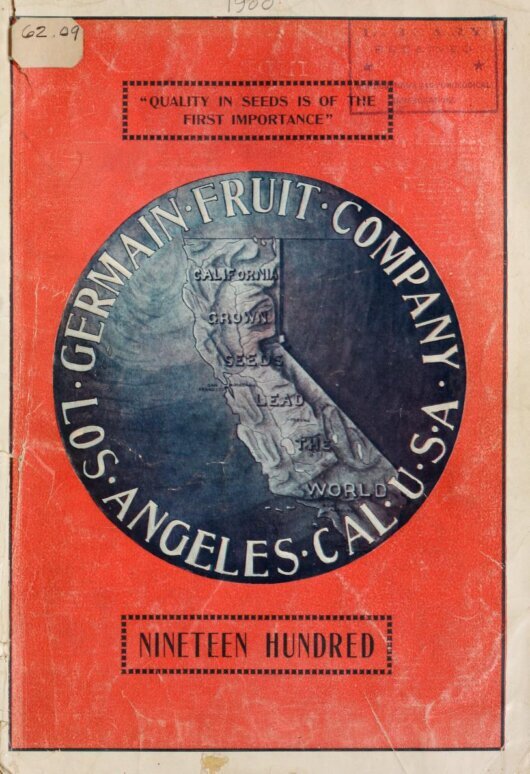 1900.
62.09
"QUALITY IN SEEDS IS OF THE
FIRST IMPORTANCE"
GERMAIN·FRUIT·COMPANY·
LOS·ANGELES·CAL·U·S·A·
CALIFORNIA
GROWN
SEEDS
LEAD
THE
WORLD
NINETEEN HUNDRED